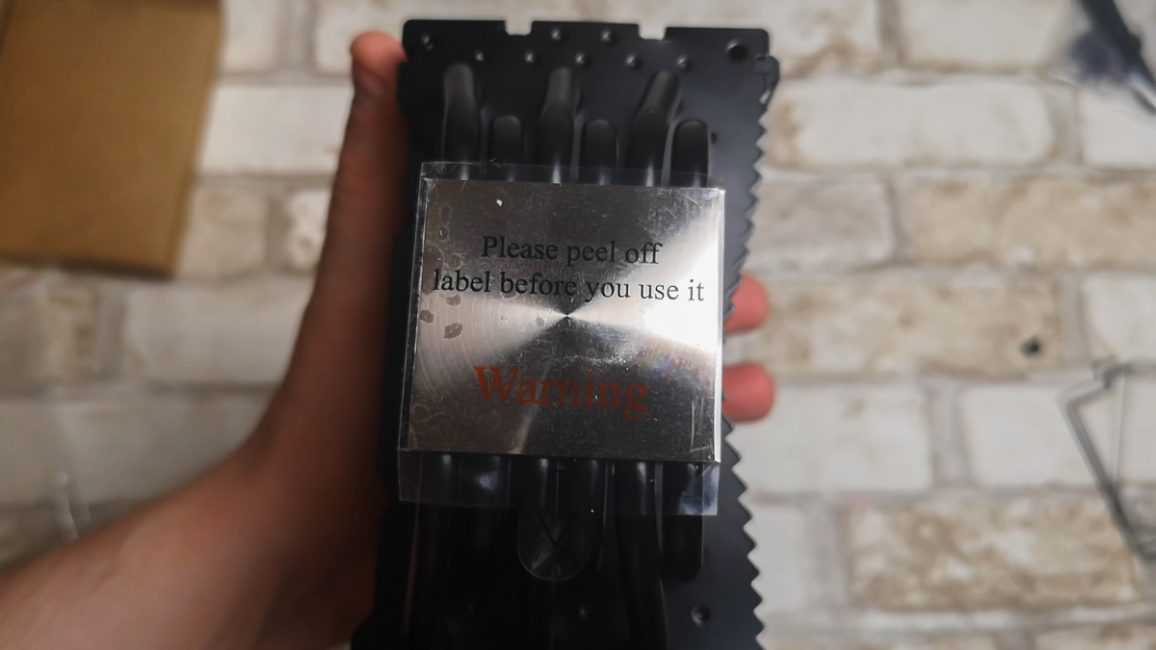 Please peel off
label before you use it
Warning